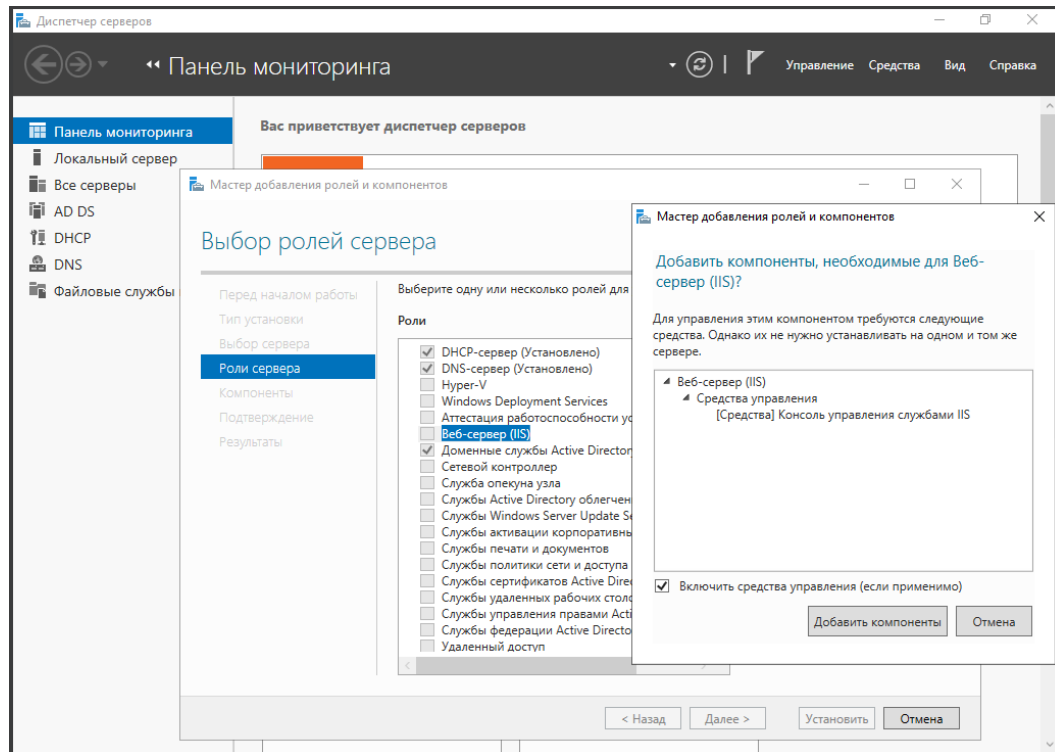 Диспетчер серверов
Панель мониторинга
Управление Средства Вид Справка
Панель мониторинга
Локальный сервер
Все серверы
AD DS
DHCP
DNS
Файловые службы
Вас приветствует диспетчер серверов
Мастер добавления ролей и компонентов
Выбор ролей сервера
Перед началом работы
Тип установки
Выбор сервера
Роли сервера
Компоненты
Подтверждение
Результаты
Выберите одну или несколько ролей для
Роли
DHCP-сервер (Установлено)
DNS-сервер (Установлено)
Hyper-V
Windows Deployment Services
Аттестация работоспособности ус
Веб-сервер (IIS)
Доменные службы Active Director
Сетевой контроллер
Служба опекуна узла
Службы Active Directory облегчен
Службы Windows Server Update Se
Службы активации корпоративны
Службы печати и документов
Службы политики сети и доступа
Службы сертификатов Active Dire
Службы удаленных рабочих стол
Службы управления правами Acti
Службы федерации Active Directo
Удаленный доступ
< Назад Далее > Установить Отмена
Мастер добавления ролей и компонентов
Добавить компоненты, необходимые для Веб-
сервер (IIS)?
Для управления этим компонентом требуются следующие
средства. Однако их не нужно устанавливать на одном и том же
сервере.
Веб-сервер (IIS)
Средства управления
[Средства] Консоль управления службами IIS
Включить средства управления (если применимо)
Добавить компоненты Отмена